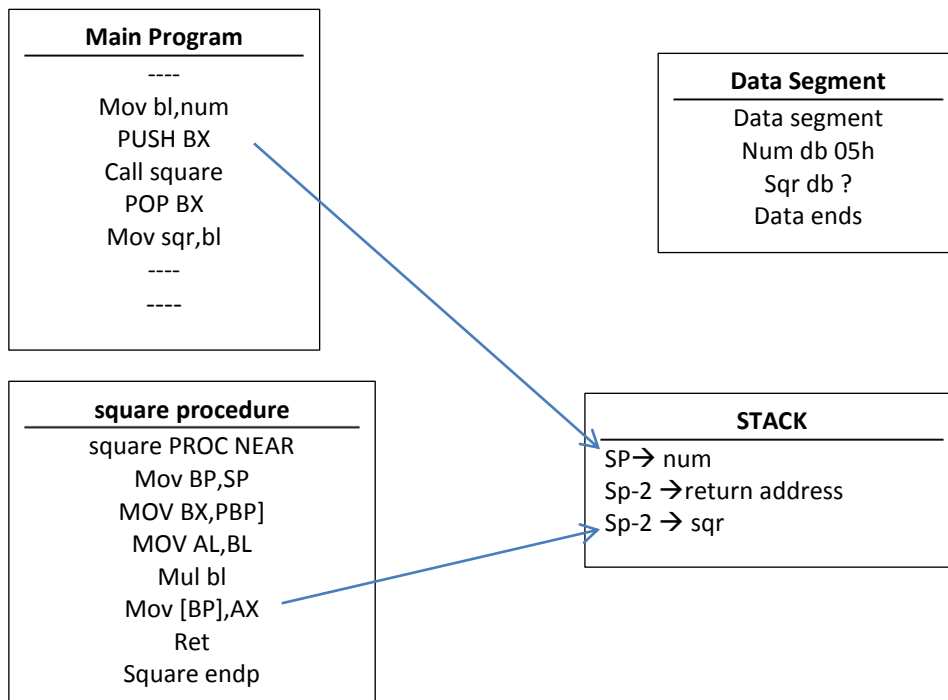 Main Program
----
Mov bl,num
PUSH BX
Call square
POP BX
Mov sqr,bl
----
----
Data Segment
Data segment
Num db 05h
Sqr db ?
Data ends
square procedure
square PROC NEAR
Mov BP,SP
MOV BX,PBP]
MOV AL,BL
Mul bl
Mov [BP],AX
Ret
Square endp
STACK
SP→ num
Sp-2 →return address
Sp-2 → sqr